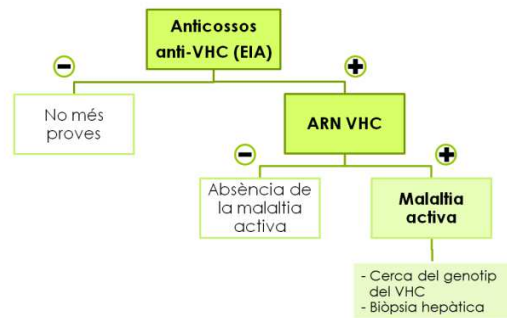 Anticossos
anti-VHC (EIA)
No més
proves
ARN VHC
Absència de
la malaltia
activa
Malaltia
activa
- Cerca del genotip
del VHC
- Biòpsia hepàtica